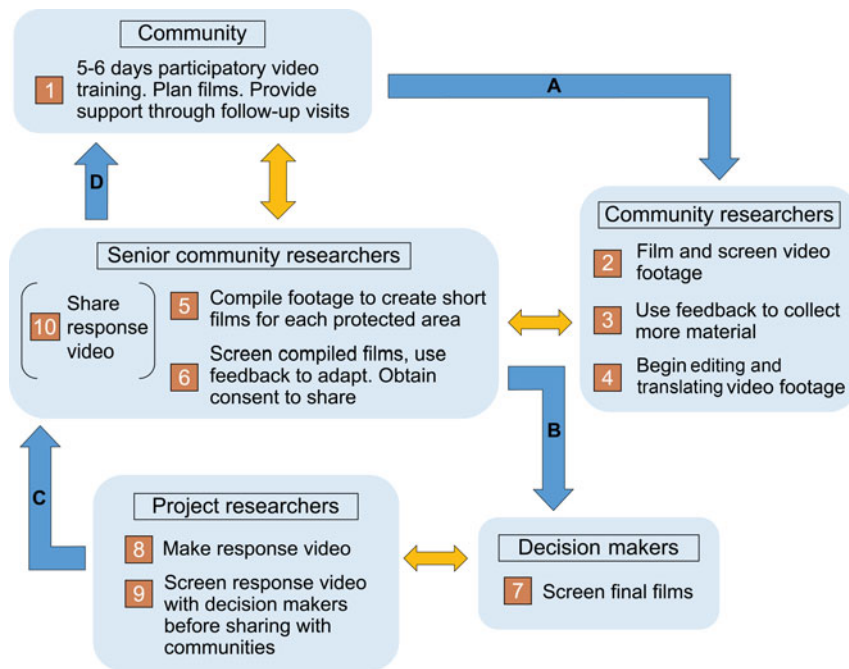 Community
1
5-6 days participatory video
training. Plan films. Provide
support through follow-up visits
A
D
Community researchers
2
Film and screen video
footage
3
Use feedback to collect
more material
4
Begin editing and
translating video footage
Senior community researchers
10
Share
response
video
5
Compile footage to create short
films for each protected area
6
Screen compiled films, use
feedback to adapt. Obtain
consent to share
B
C
Project researchers
8
Make response video
9
Screen response video
with decision makers
before sharing with
communities
Decision makers
7
Screen final films